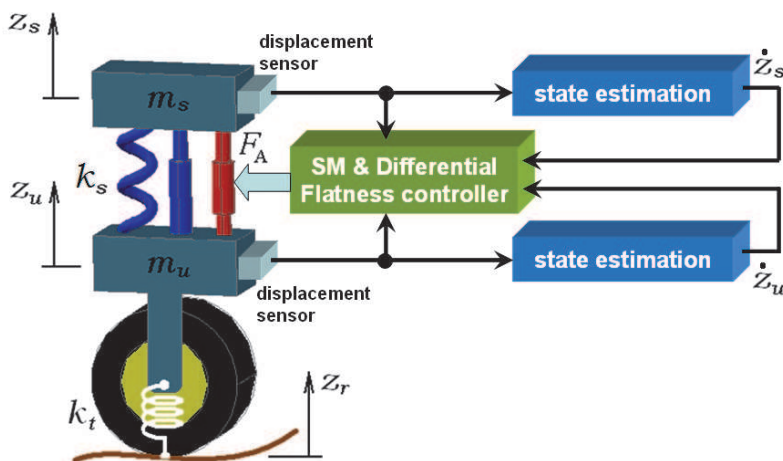 z_s
displacement
sensor
m_s
state estimation
ż_s
F_A
SM & Differential
Flatness controller
k_s
z_u
m_u
state estimation
ż_u
displacement
sensor
z_r
k_t